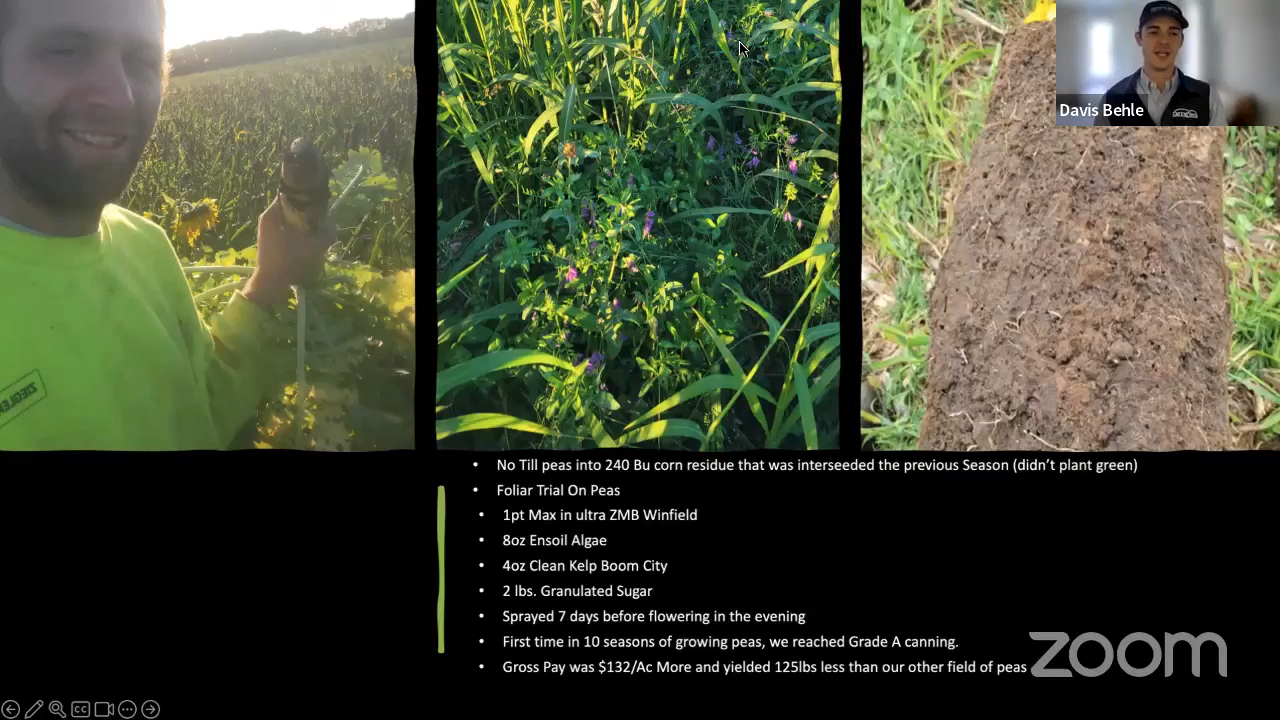 Davis Behle
• No Till peas into 240 Bu corn residue that was interseeded the previous Season (didn’t plant green)
• Foliar Trial On Peas
• 1pt Max in ultra ZMB Winfield
• 8oz Ensoil Algae
• 4oz Clean Kelp Boom City
• 2 lbs. Granulated Sugar
• Sprayed 7 days before flowering in the evening
• First time in 10 seasons of growing peas, we reached Grade A canning.
• Gross Pay was $132/Ac More and yielded 125lbs less than our other field of peas
zoom
CC